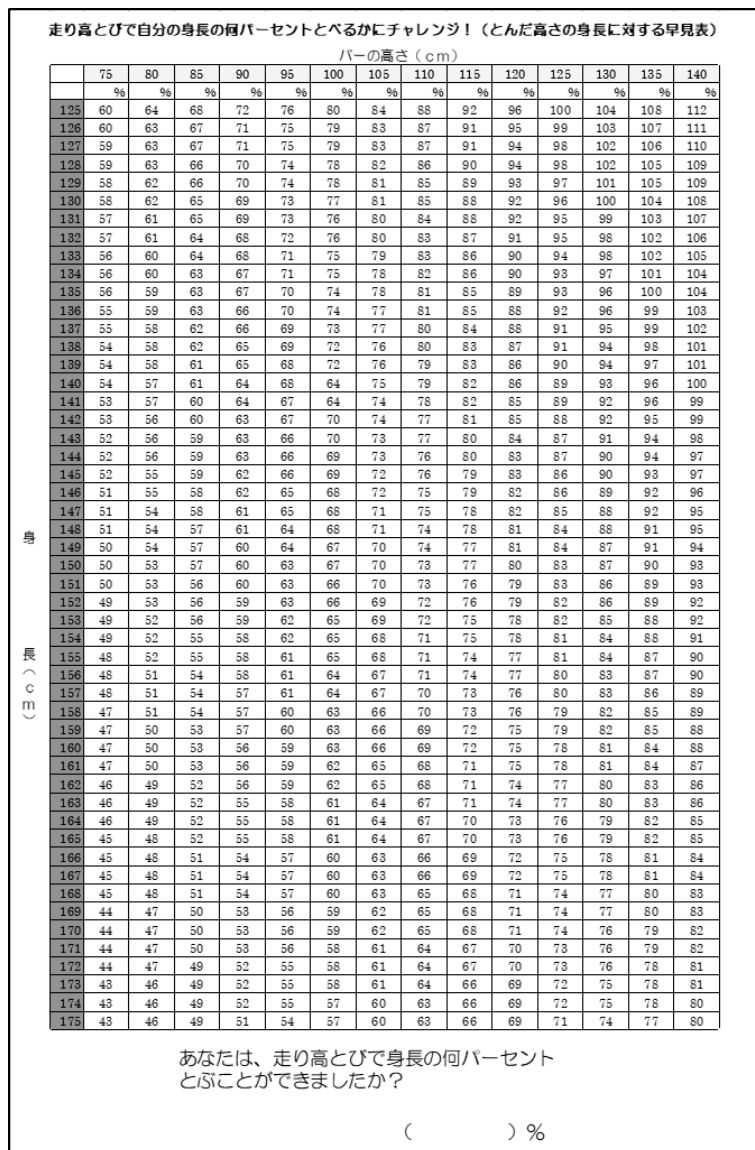 走り高とびで自分の身長の何パーセントとべるかにチャレンジ！（とんだ高さの身長に対する早見表）
バーの高さ（cm）
75 80 85 90 95 100 105 110 115 120 125 130 135 140
% % % % % % % % % % % % % %
125 60 64 68 72 76 80 84 88 92 96 100 104 108 112
126 60 63 67 71 75 79 83 87 91 95 99 103 107 111
127 59 63 67 71 75 79 83 87 91 94 98 102 106 110
128 59 63 66 70 74 78 82 86 90 94 98 102 105 109
129 58 62 66 70 74 78 81 85 89 93 97 101 105 109
130 58 62 65 69 73 77 81 85 88 92 96 100 104 108
131 57 61 65 69 73 76 80 84 88 92 95 99 103 107
132 57 61 64 68 72 76 80 83 87 91 95 98 102 106
133 56 60 64 68 71 75 79 83 86 90 94 98 102 105
134 56 60 63 67 71 75 78 82 86 90 93 97 101 104
135 56 59 63 67 70 74 78 81 85 89 93 96 100 104
136 55 59 63 66 70 74 77 81 85 88 92 96 99 103
137 55 58 62 66 69 73 77 80 84 88 91 95 99 102
138 54 58 62 65 69 72 76 80 83 87 91 94 98 101
139 54 58 61 65 68 72 76 79 83 86 90 94 97 101
140 54 57 61 64 68 64 75 79 82 86 89 93 96 100
141 53 57 60 64 67 64 74 78 82 85 89 92 96 99
142 53 56 60 63 67 70 74 77 81 85 88 92 95 99
143 52 56 59 63 66 70 73 77 80 84 87 91 94 98
144 52 56 59 63 66 69 73 76 80 83 87 90 94 97
145 52 55 59 62 66 69 72 76 79 83 86 90 93 97
146 51 55 58 62 65 68 72 75 79 82 86 89 92 96
147 51 54 58 61 65 68 71 75 78 82 85 88 92 95
148 51 54 57 61 64 68 71 74 78 81 84 88 91 95
149 50 54 57 60 64 67 70 74 77 81 84 87 91 94
150 50 53 57 60 63 67 70 73 77 80 83 87 90 93
151 50 53 56 60 63 66 70 73 76 79 83 86 89 93
152 49 53 56 59 63 66 69 72 76 79 82 86 89 92
153 49 52 56 59 62 65 69 72 75 78 82 85 88 92
154 49 52 55 58 62 65 68 71 75 78 81 84 88 91
155 48 52 55 58 61 65 68 71 74 77 81 84 87 90
156 48 51 54 58 61 64 67 71 74 77 80 83 87 90
157 48 51 54 57 61 64 67 70 73 76 80 83 86 89
158 47 51 54 57 60 63 66 70 73 76 79 82 85 89
159 47 50 53 57 60 63 66 69 72 75 79 82 85 88
160 47 50 53 56 59 63 66 69 72 75 78 81 84 88
161 47 50 53 56 59 62 65 68 71 75 78 81 84 87
162 46 49 52 56 59 62 65 68 71 74 77 80 83 86
163 46 49 52 55 58 61 64 67 71 74 77 80 83 86
164 46 49 52 55 58 61 64 67 70 73 76 79 82 85
165 45 48 52 55 58 61 64 67 70 73 76 79 82 85
166 45 48 51 54 57 60 63 66 69 72 75 78 81 84
167 45 48 51 54 57 60 63 66 69 72 75 78 81 84
168 45 48 51 54 57 60 63 65 68 71 74 77 80 83
169 44 47 50 53 56 59 62 65 68 71 74 77 80 83
170 44 47 50 53 56 59 62 65 68 71 74 76 79 82
171 44 47 50 53 56 58 61 64 67 70 73 76 79 82
172 44 47 49 52 55 58 61 64 67 70 73 76 78 81
173 43 46 49 52 55 58 61 64 66 69 72 75 78 81
174 43 46 49 52 55 57 60 63 66 69 72 75 78 80
175 43 46 49 51 54 57 60 63 66 69 71 74 77 80
身長（cm）
あなたは、走り高とびで身長の何パーセント
とぶことができましたか？
（　　　）%